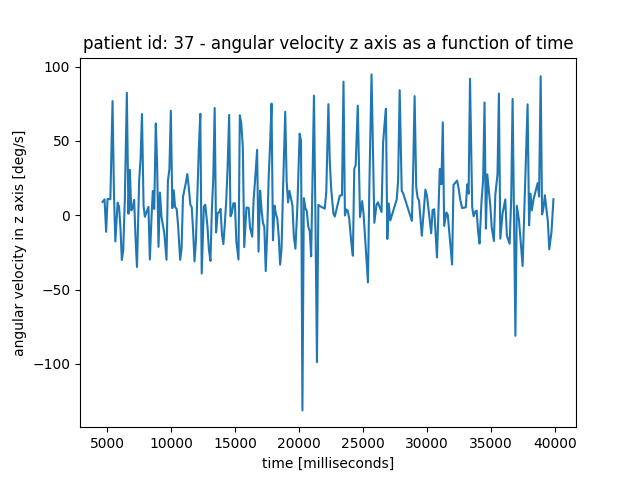 patient id: 37 - angular velocity z axis as a function of time
angular velocity in z axis [deg/s]
100
50
0
−50
−100
5000 10000 15000 20000 25000 30000 35000 40000
time [milliseconds]